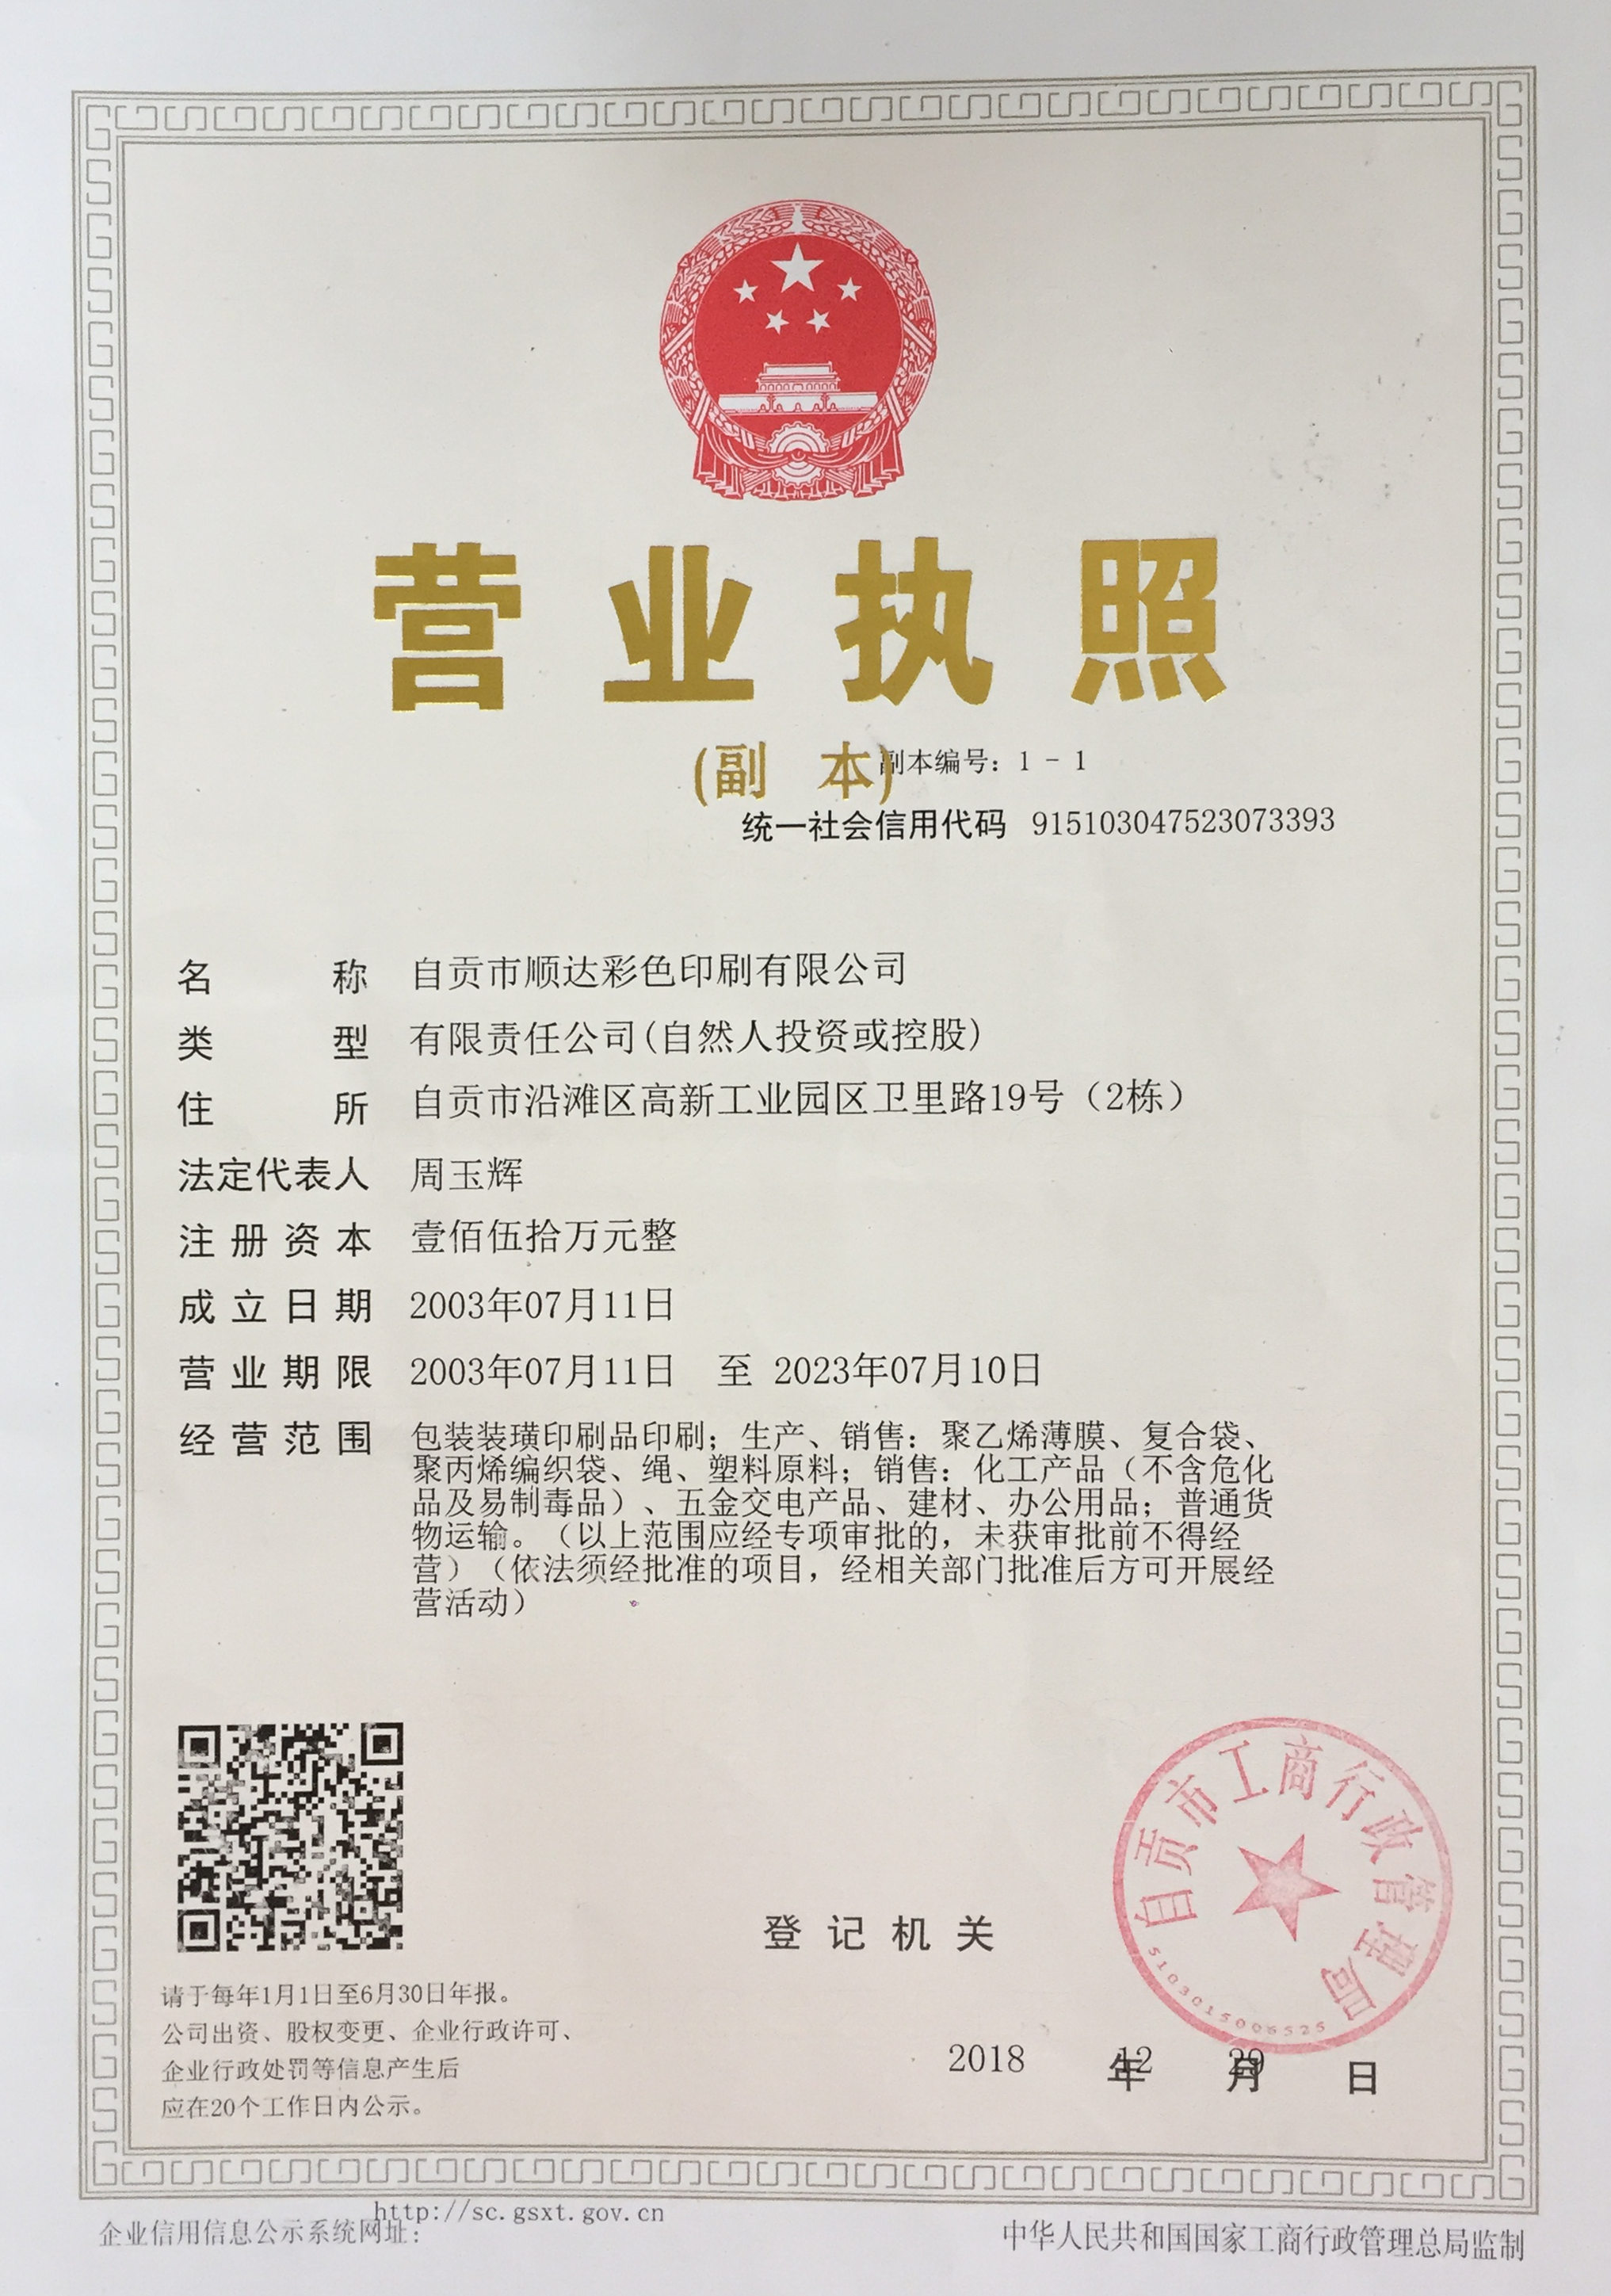 营业执照
(副 本)
副本编号：1－1
统一社会信用代码 915103047523073393
名 称 自贡市顺达彩色印刷有限公司
类 型 有限责任公司(自然人投资或控股)
住 所 自贡市沿滩区高新工业园区卫里路19号（2栋）
法定代表人 周玉辉
注册资本 壹佰伍拾万元整
成立日期 2003年07月11日
营业期限 2003年07月11日 至 2023年07月10日
经营范围 包装装璜印刷品印刷；生产、销售：聚乙烯薄膜、复合袋、
聚丙烯编织袋、绳、塑料原料；销售：化工产品（不含危化
品及易制毒品）、五金交电产品、建材、办公用品；普通货
物运输。（以上范围应经专项审批的，未获审批前不得经
营）（依法须经批准的项目，经相关部门批准后方可开展经
营活动）
自贡市工商行政管理局
5103015006525
登记机关
2018 年 12 月 29 日
请于每年1月1日至6月30日年报。
公司出资、股权变更、企业行政许可、
企业行政处罚等信息产生后
应在20个工作日内公示。
企业信用信息公示系统网址：
http://sc.gsxt.gov.cn
中华人民共和国国家工商行政管理总局监制